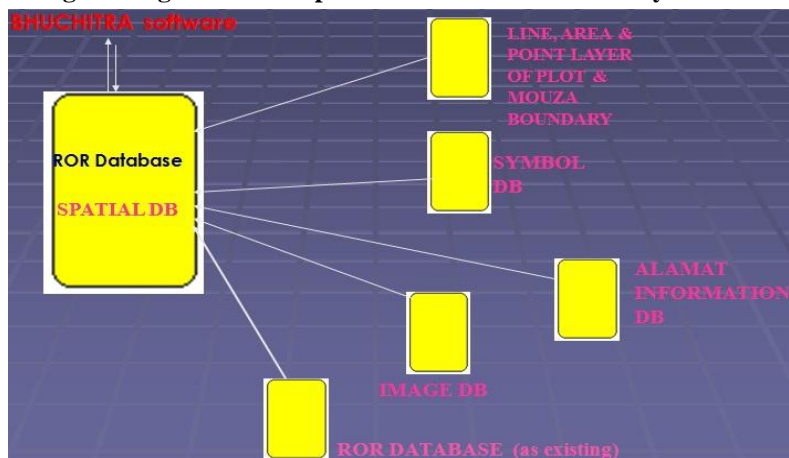 BHUCHITRA software
LINE, AREA &
POINT LAYER
OF PLOT &
MOUZA
BOUNDARY
ROR Database
SPATIAL DB
SYMBOL
DB
ALAMAT
INFORMATION
DB
IMAGE DB
ROR DATABASE (as existing)